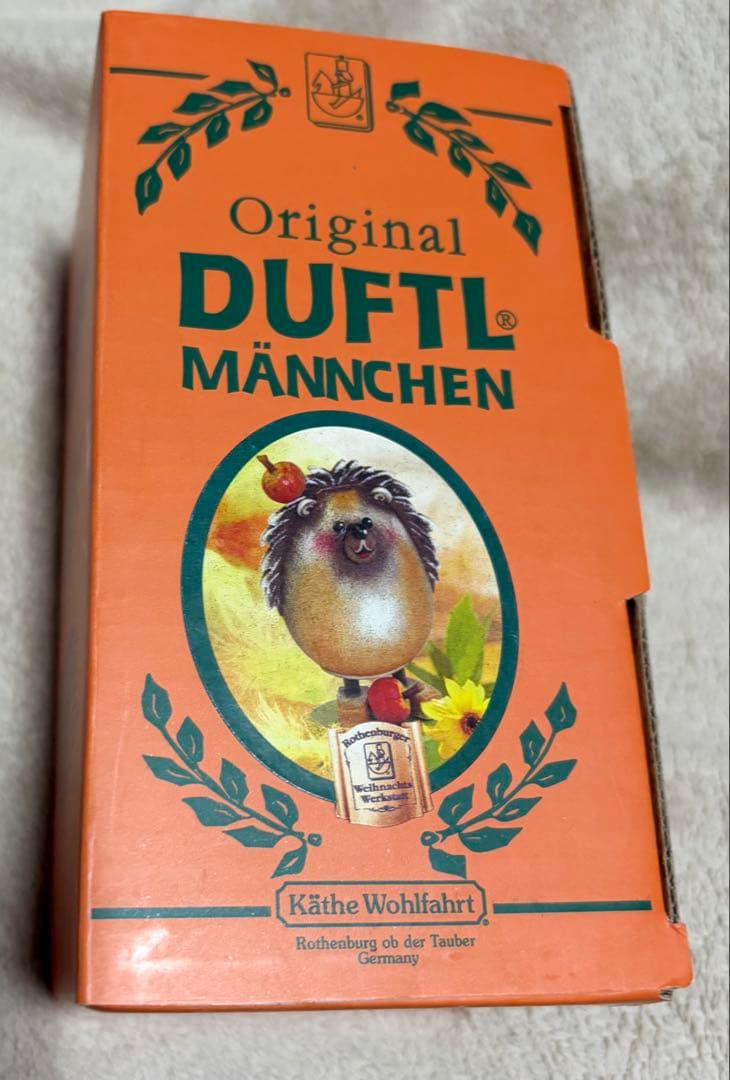 Original
DUFTL®
MÄNNCHEN
Rothenburger
Weihnachts
Werkstatt
Käthe Wohlfahrt®
Rothenburg ob der Tauber
Germany